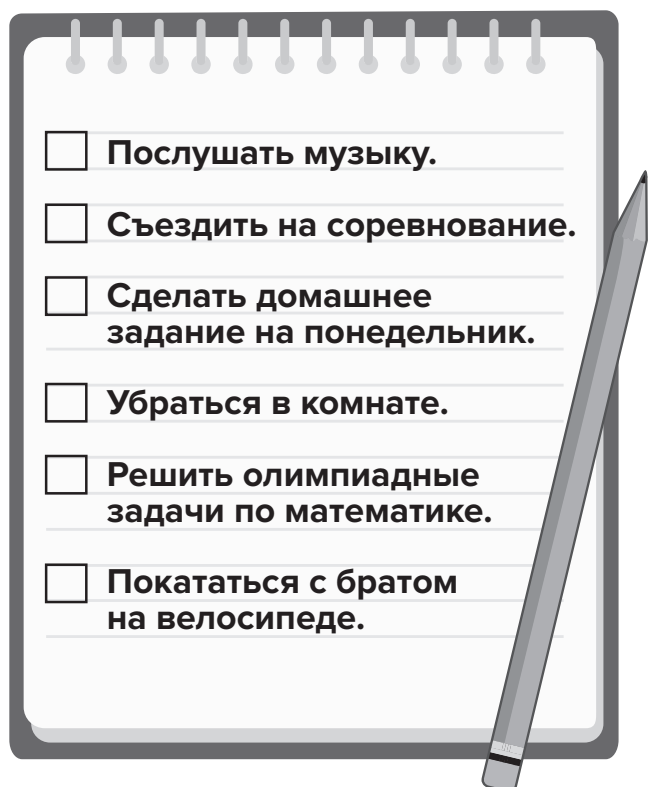 Послушать музыку.
Съездить на соревнование.
Сделать домашнее
задание на понедельник.
Убраться в комнате.
Решить олимпиадные
задачи по математике.
Покататься с братом
на велосипеде.